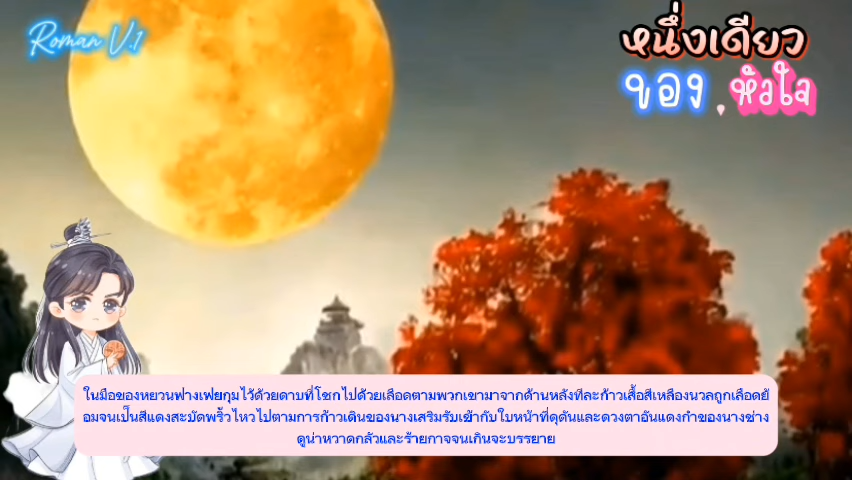 Roman V.1
หนึ่งเดียว
ของ หัวใจ
ในมือของหยวนฟางเฟยกุมไว้ด้วยดาบที่โชกไปด้วยเลือดตามพวกเขามาจากด้านหลังทีละก้าวเสื้อสีเหลืองนวลถูกเลือดย้
อมจนเป็นสีแดงสะบัดพริ้วไหวไปตามการก้าวเดินของนางเสริมรับเข้ากับใบหน้าที่ดุดันและดวงตาอันแดงก่ำของนางช่าง
ดูน่าหวาดกลัวและร้ายกาจจนเกินจะบรรยาย